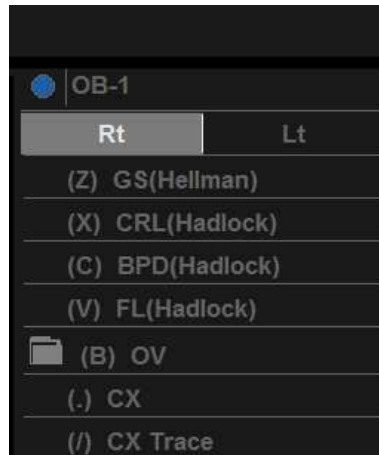 OB-1
Rt Lt
(Z) GS(Hellman)
(X) CRL(Hadlock)
(C) BPD(Hadlock)
(V) FL(Hadlock)
(B) OV
(.) CX
(/) CX Trace